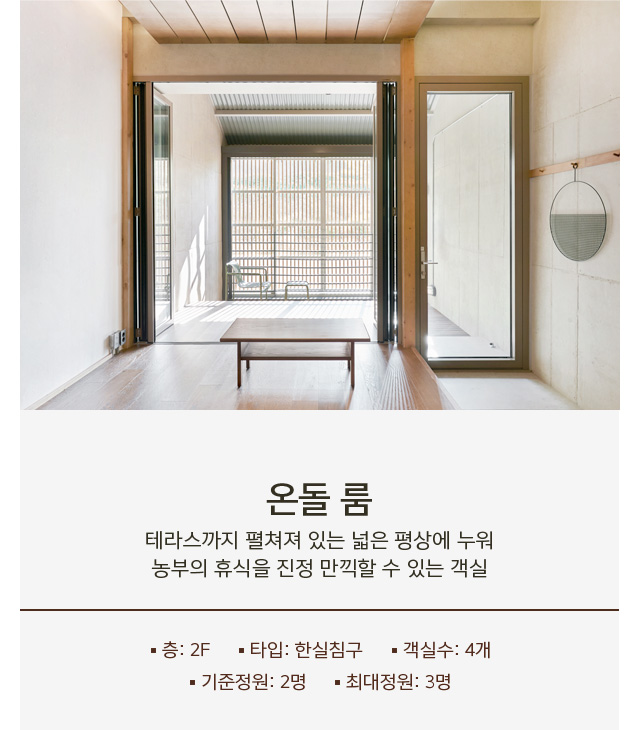 온돌 룸
테라스까지 펼쳐져 있는 넓은 평상에 누워
농부의 휴식을 진정 만끽할 수 있는 객실
▪ 층: 2F ▪ 타입: 한실침구 ▪ 객실수: 4개
▪ 기준정원: 2명 ▪ 최대정원: 3명